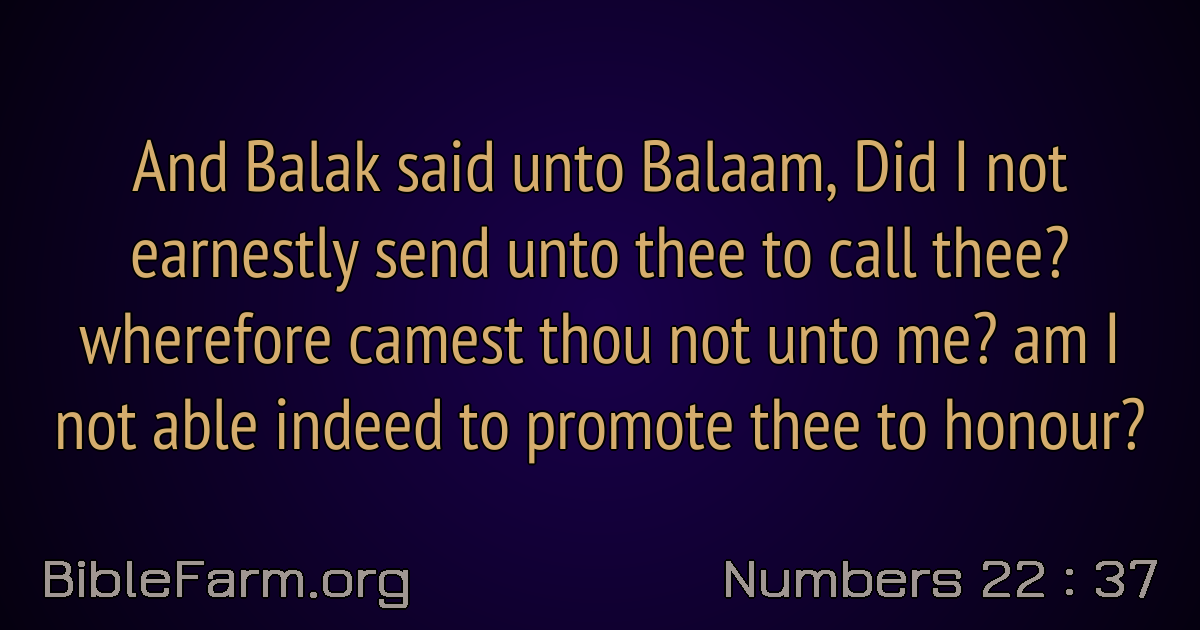 And Balak said unto Balaam, Did I not
earnestly send unto thee to call thee?
wherefore camest thou not unto me? am I
not able indeed to promote thee to honour?
BibleFarm.org
Numbers 22 : 37